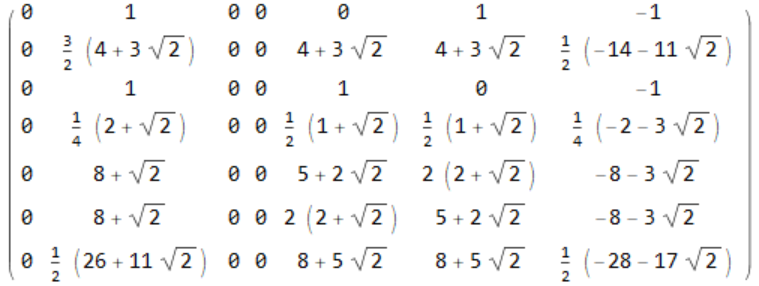 0 1 0 0 0 1 -1
0 3/2 (4 + 3 √2) 0 0 4 + 3 √2 4 + 3 √2 1/2 (-14 - 11 √2)
0 1 0 0 1 0 -1
0 1/4 (2 + √2) 0 0 1/2 (1 + √2) 1/2 (1 + √2) 1/4 (-2 - 3 √2)
0 8 + √2 0 0 5 + 2 √2 2 (2 + √2) -8 - 3 √2
0 8 + √2 0 0 2 (2 + √2) 5 + 2 √2 -8 - 3 √2
0 1/2 (26 + 11 √2) 0 0 8 + 5 √2 8 + 5 √2 1/2 (-28 - 17 √2)